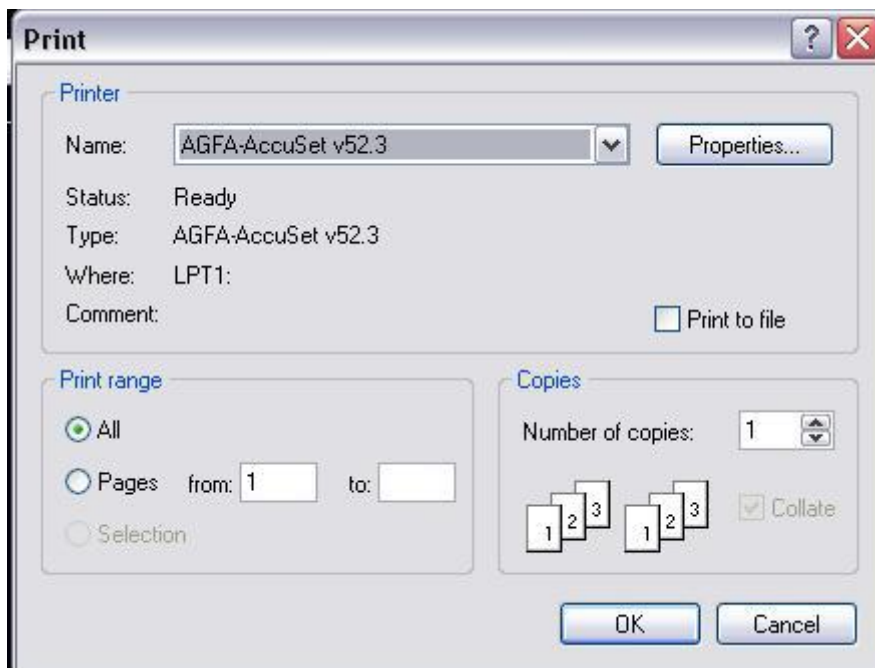 Print
Printer
Name: AGFA-AccuSet v52.3 Properties...
Status: Ready
Type: AGFA-AccuSet v52.3
Where: LPT1:
Comment: Print to file
Print range
All
Pages from: 1 to:
Selection
Copies
Number of copies: 1
1 2 3 1 2 3 Collate
OK Cancel